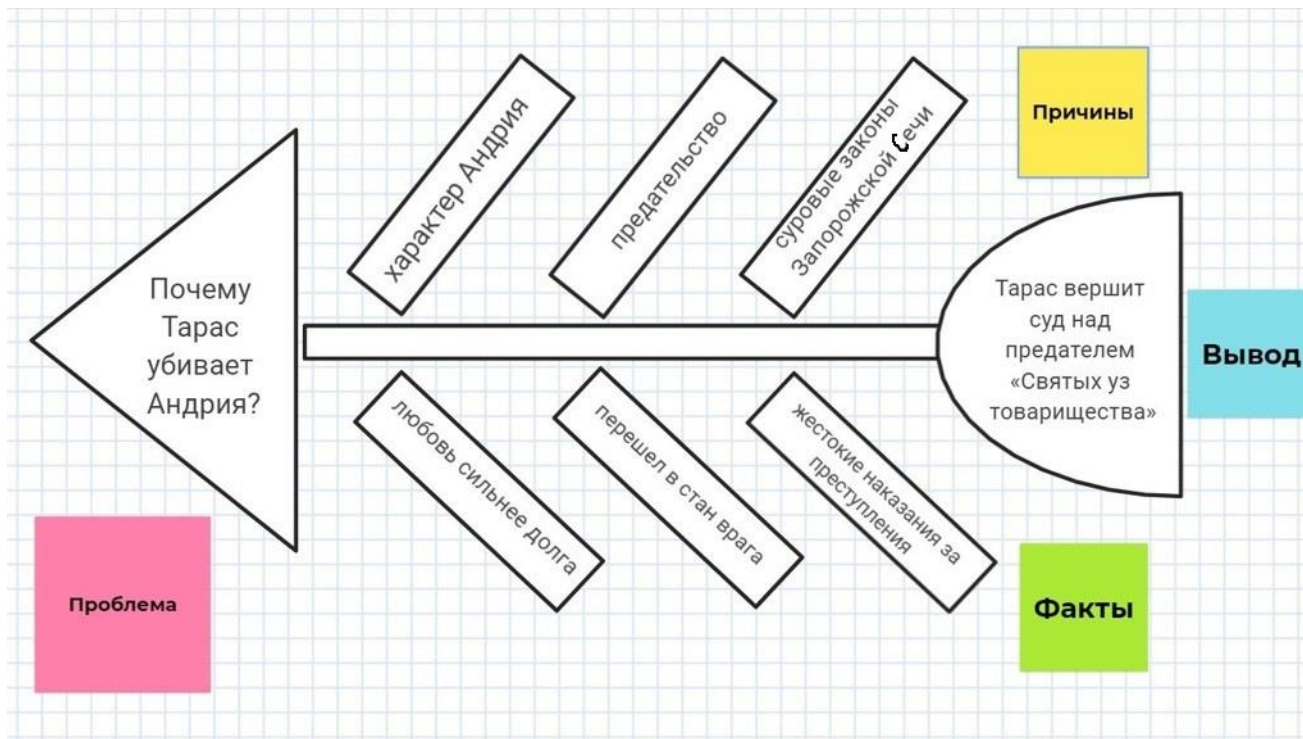 характер Андрия
предательство
суровые законы
Запорожской Сечи
Причины
Почему
Тарас
убивает
Андрия?
Тарас вершит
суд над
предателем
«Святых уз
товарищества»
Вывод
любовь сильнее долга
перешел в стан врага
жестокие наказания за
преступления
Проблема
Факты